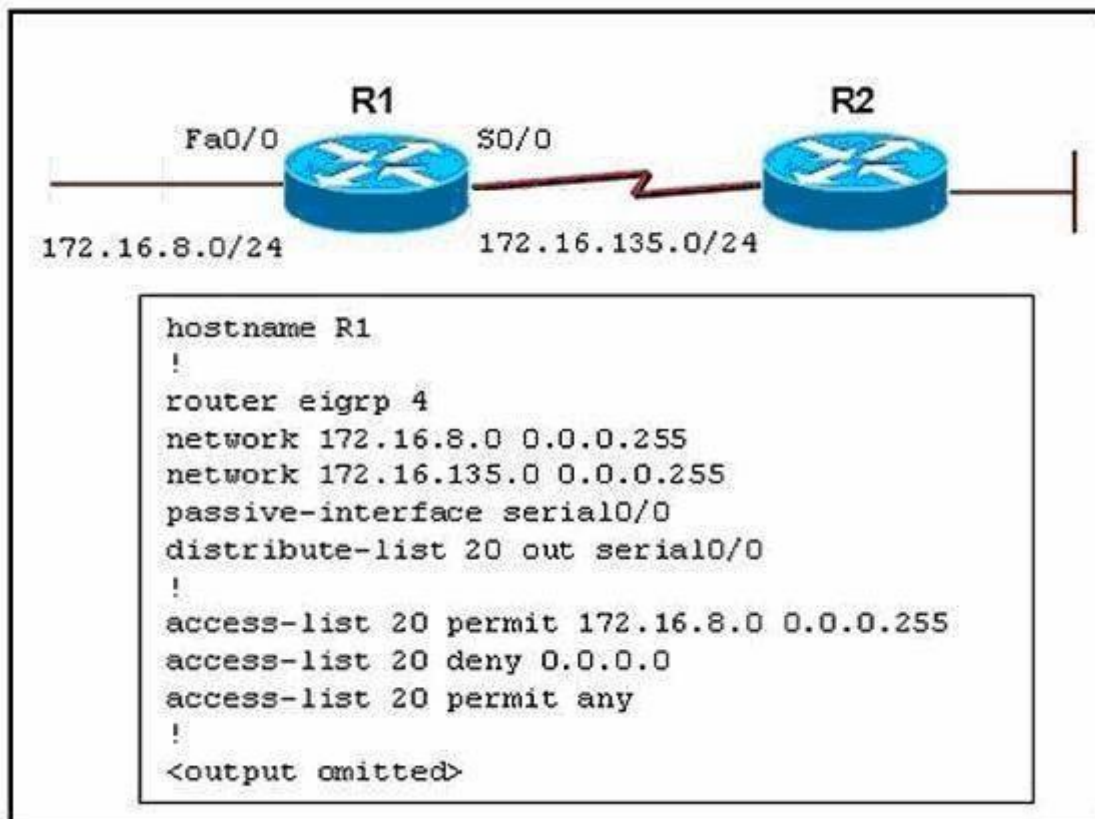 R1
R2
Fa0/0
S0/0
172.16.8.0/24
172.16.135.0/24
hostname R1
!
router eigrp 4
network 172.16.8.0 0.0.0.255
network 172.16.135.0 0.0.0.255
passive-interface serial0/0
distribute-list 20 out serial0/0
!
access-list 20 permit 172.16.8.0 0.0.0.255
access-list 20 deny 0.0.0.0
access-list 20 permit any
!
<output omitted>